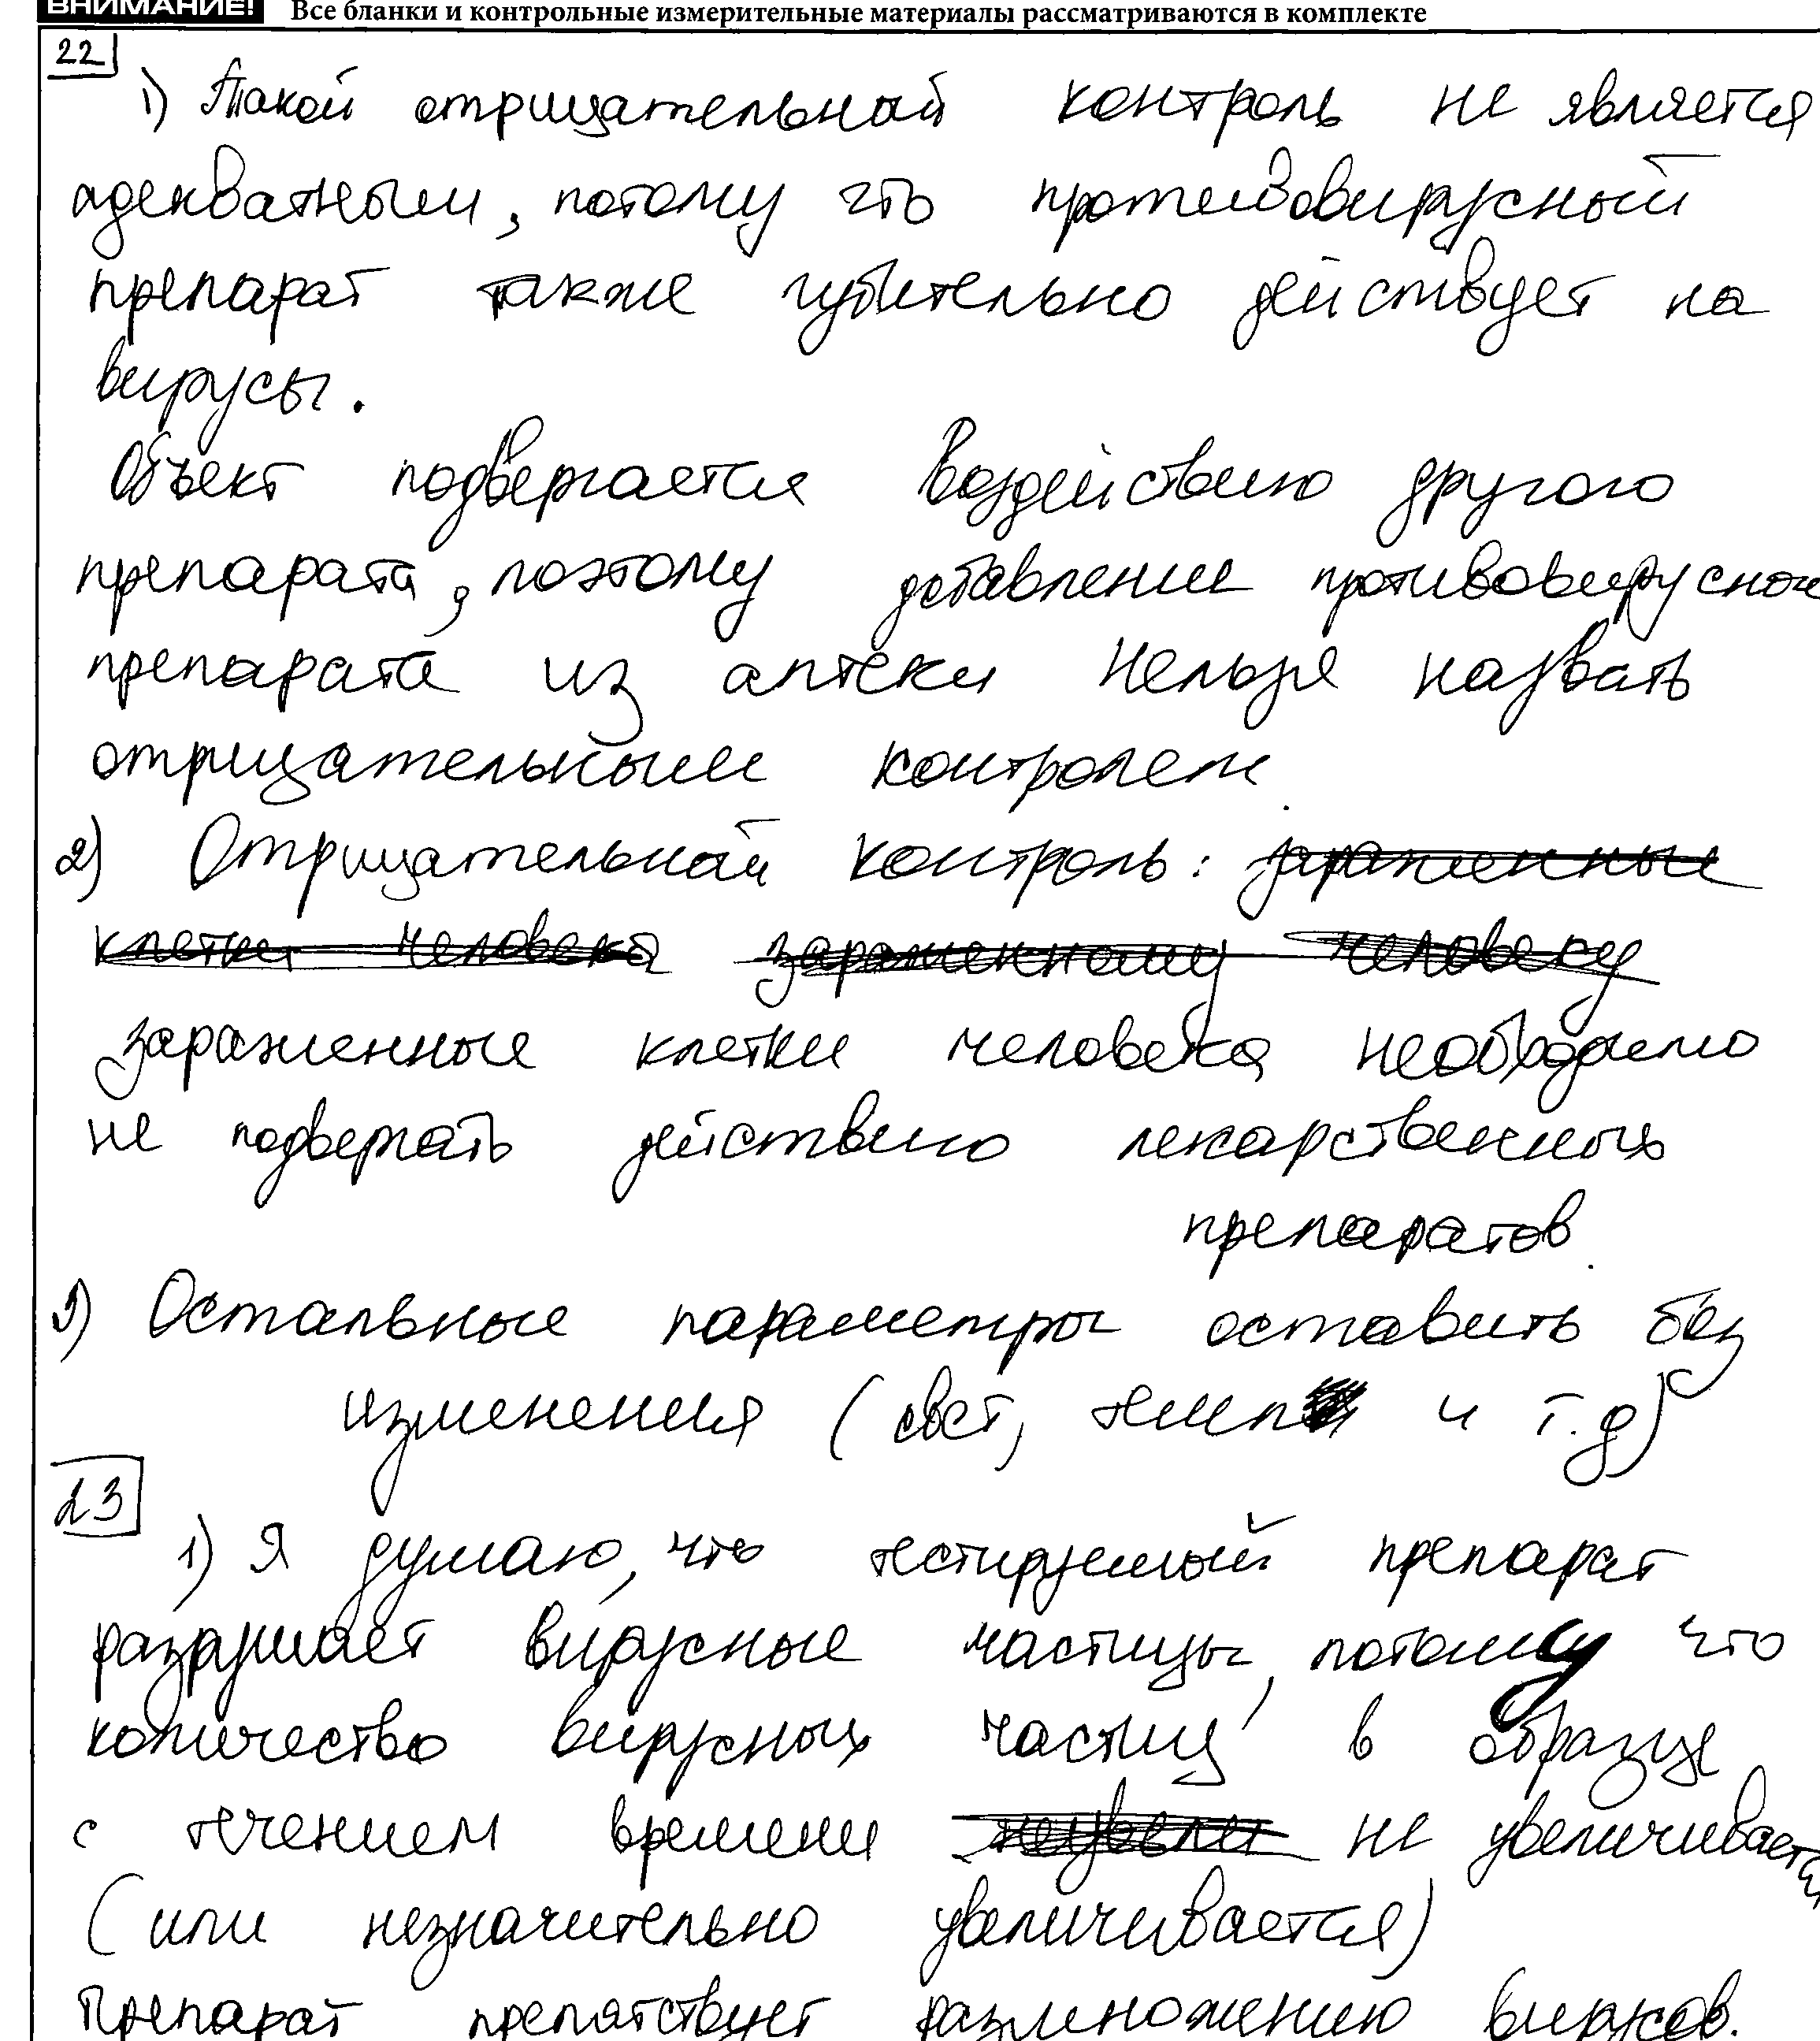 ВНИМАНИЕ! Все бланки и контрольные измерительные материалы рассматриваются в комплекте
22
1) Такой отрицательный контроль не является
адекватным, потому что противовирусный
препарат также губительно действует на
вирусы.
Объект подвергается воздействию другого
препарата, поэтому добавление противовирусного
препарата из аптеки нельзя назвать
отрицательным контролем.
2) Отрицательный контроль: зараженные
клетки человека зараженному человеку
зараженные клетки человека необходимо
не подвергать действию лекарственных
препаратов.
3) Остальные параметры оставить без
изменения (свет, темп и т.д)
23
1) Я думаю, что тестируемый препарат
разрушает вирусные частицы, потому что
количество вирусных частиц в образце
с течением времени не увеличивается
(или незначительно увеличивается)
Препарат препятствует размножению вирусов.